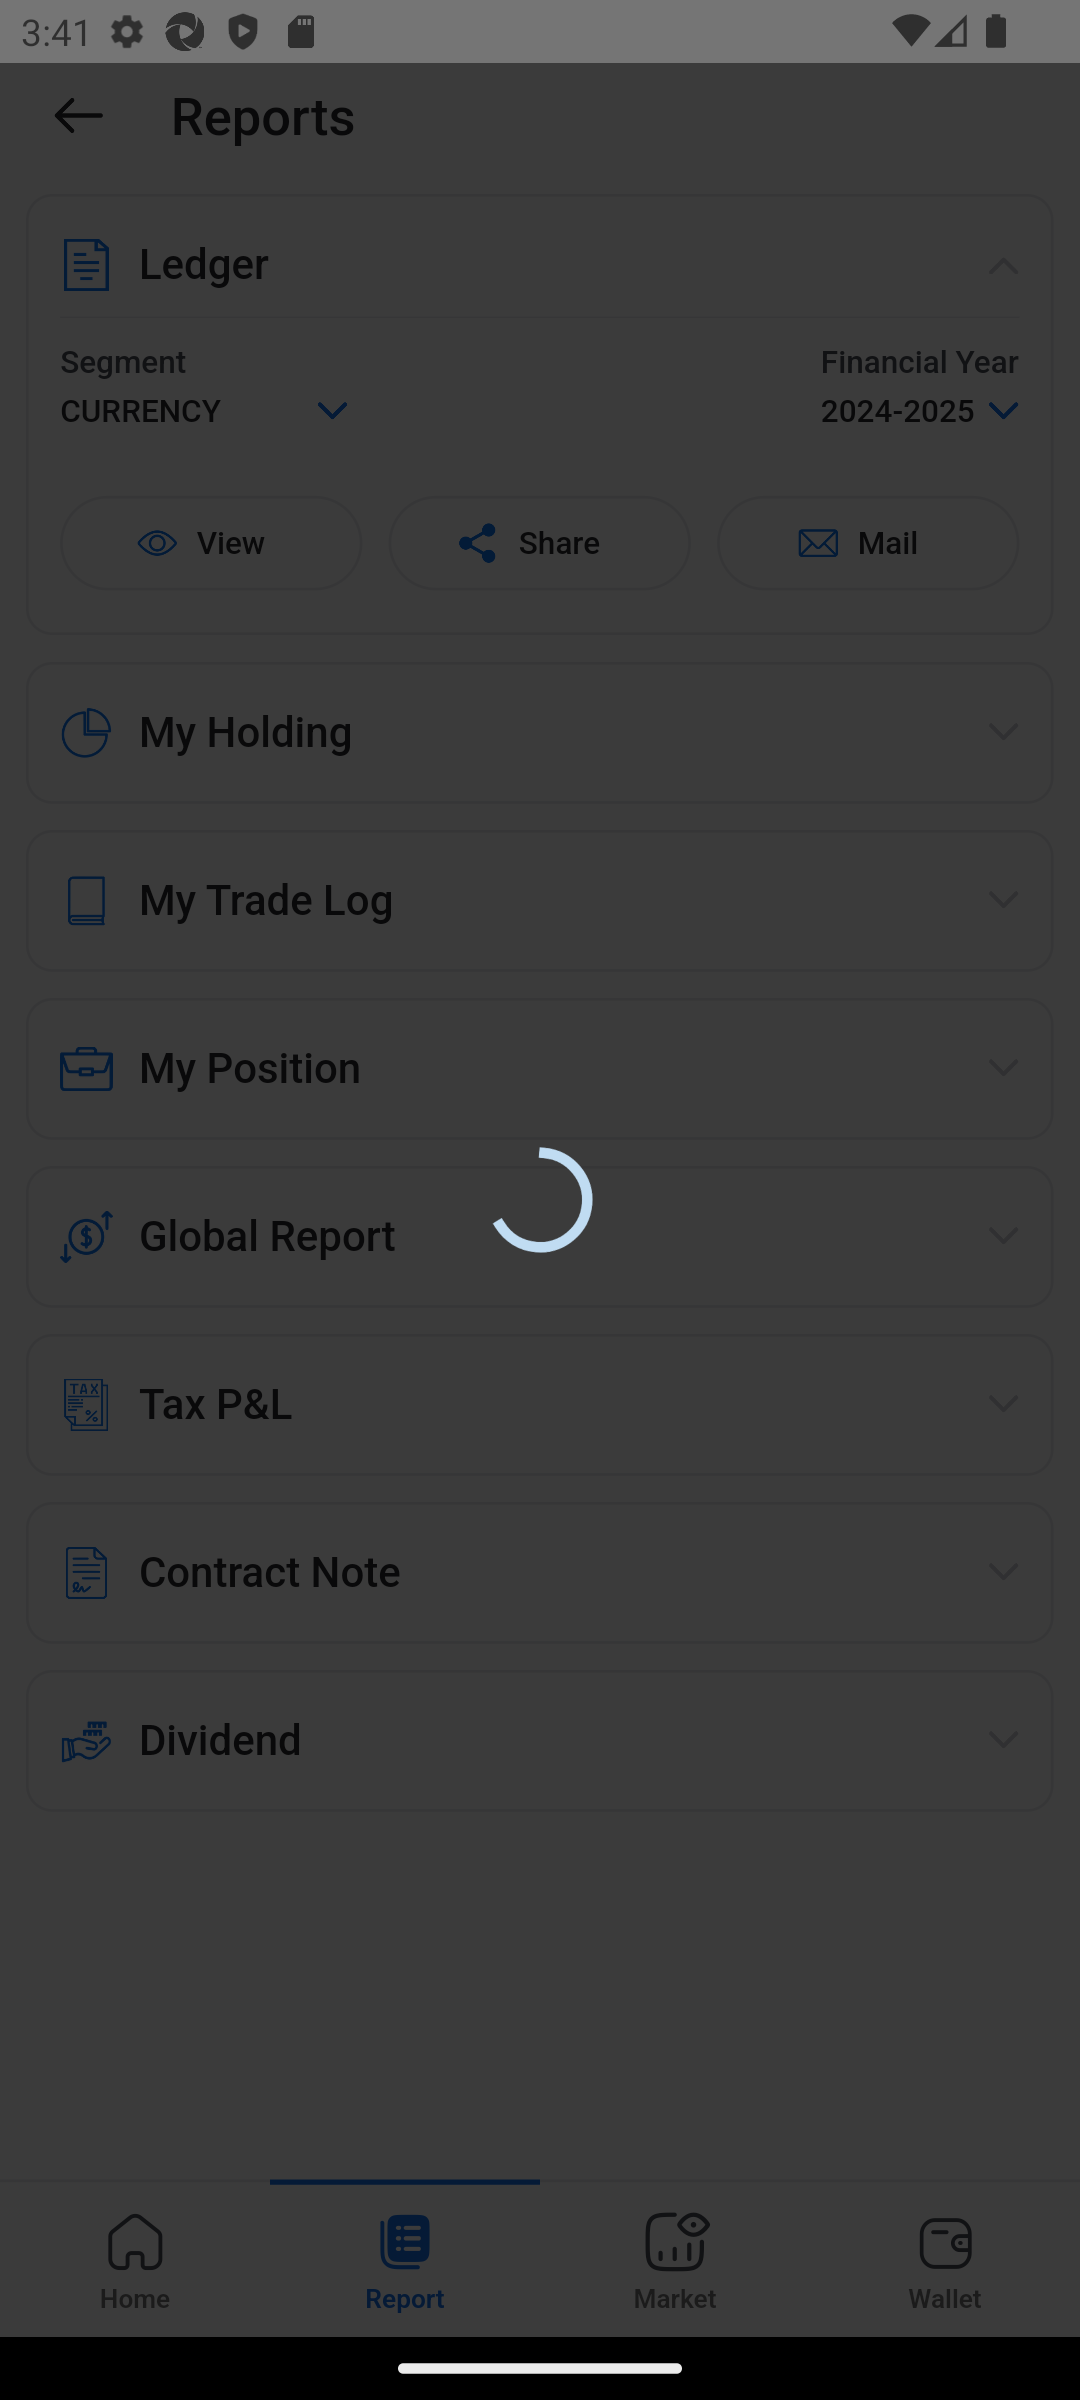 3:41
Reports
Ledger
Segment
Financial Year
CURRENCY
2024-2025
View
Share
Mail
My Holding
My Trade Log
My Position
Global Report
TAX
Tax P&L
Contract Note
Dividend
Home
Report
Market
Wallet